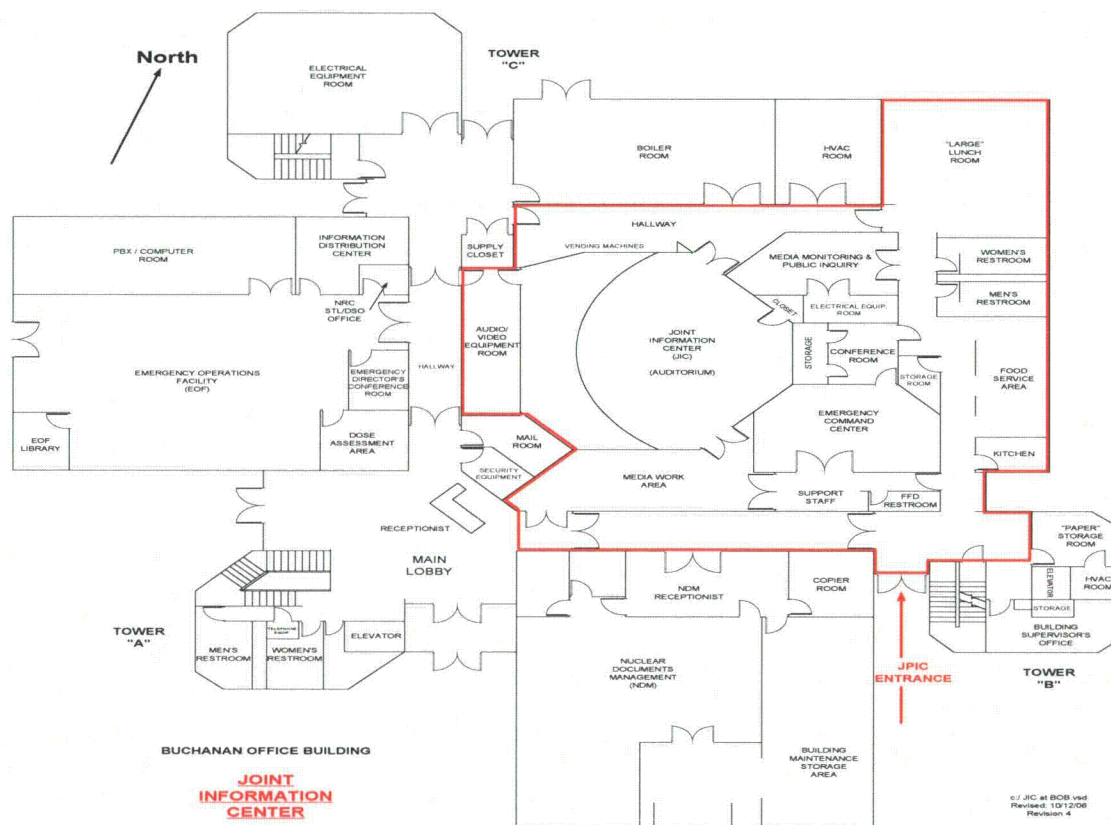 North
TOWER
"C"
ELECTRICAL
EQUIPMENT
ROOM
BOILER
ROOM
HVAC
ROOM
"LARGE"
LUNCH
ROOM
PBX / COMPUTER
ROOM
INFORMATION
DISTRIBUTION
CENTER
SUPPLY
CLOSET
HALLWAY
VENDING MACHINES
MEDIA MONITORING &
PUBLIC INQUIRY
WOMEN'S
RESTROOM
MEN'S
RESTROOM
NRC
STL/DSO
OFFICE
CLOSET
ELECTRICAL EQUIP.
ROOM
AUDIO/
VIDEO
EQUIPMENT
ROOM
JOINT
INFORMATION
CENTER
(JIC)
(AUDITORIUM)
STORAGE
CONFERENCE
ROOM
STORAGE
ROOM
FOOD
SERVICE
AREA
EMERGENCY OPERATIONS
FACILITY
(EOF)
EMERGENCY
DIRECTOR'S
CONFERENCE
ROOM
HALLWAY
EMERGENCY
COMMAND
CENTER
EOF
LIBRARY
DOSE
ASSESSMENT
AREA
MAIL
ROOM
SECURITY
EQUIPMENT
MEDIA WORK
AREA
KITCHEN
SUPPORT
STAFF
FFD
RESTROOM
RECEPTIONIST
MAIN
LOBBY
"PAPER"
STORAGE
ROOM
ELEVATOR
HVAC
ROOM
STORAGE
BUILDING
SUPERVISOR'S
OFFICE
NDM
RECEPTIONIST
COPIER
ROOM
TOWER
"A"
MEN'S
RESTROOM
TELEPHONE
EQUIP
WOMEN'S
RESTROOM
ELEVATOR
NUCLEAR
DOCUMENTS
MANAGEMENT
(NDM)
JPIC
ENTRANCE
TOWER
"B"
BUILDING
MAINTENANCE
STORAGE
AREA
BUCHANAN OFFICE BUILDING
JOINT
INFORMATION
CENTER
c:/ JIC at BOB.vsd
Revised: 10/12/06
Revision 4